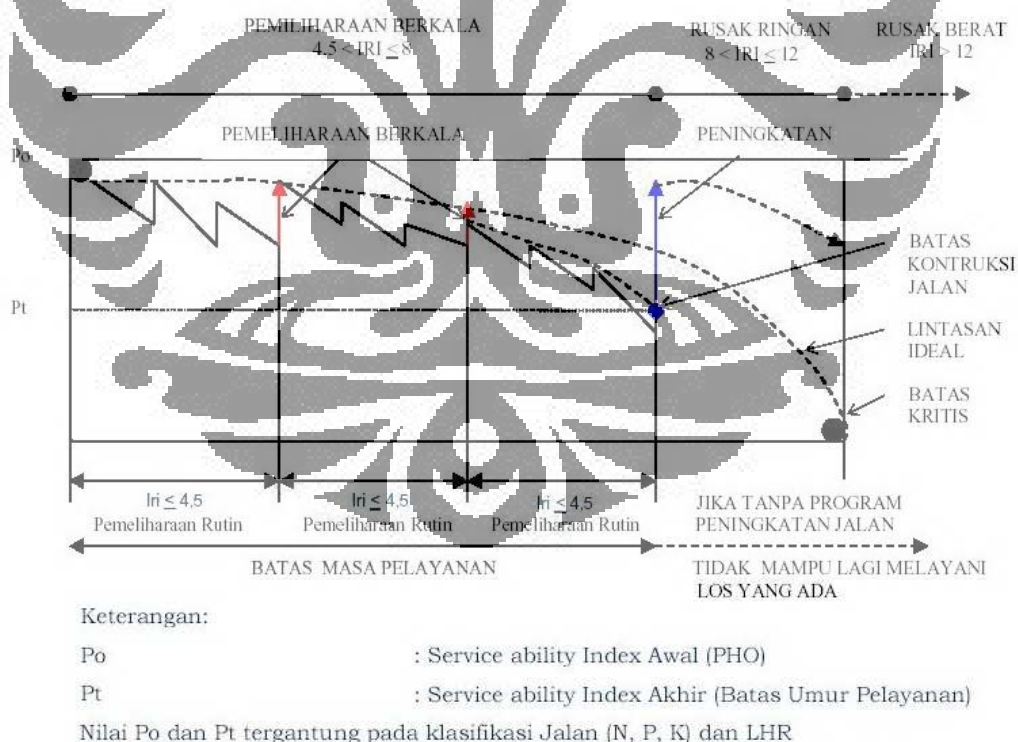 PEMILIHARAAN BERKALA
4.5 < IRI ≤ 8
RUSAK RINGAN
8 < IRI ≤ 12
RUSAK BERAT
IRI > 12
PEMELIHARAAN BERKALA
PENINGKATAN
Po
BATAS
KONTRUKSI
JALAN
Pt
LINTASAN
IDEAL
BATAS
KRITIS
Iri ≤ 4,5
Pemeliharaan Rutin
Iri ≤ 4,5
Pemeliharaan Rutin
Iri ≤ 4,5
Pemeliharaan Rutin
JIKA TANPA PROGRAM
PENINGKATAN JALAN
BATAS MASA PELAYANAN
TIDAK MAMPU LAGI MELAYANI
LOS YANG ADA
Keterangan:
Po : Service ability Index Awal (PHO)
Pt : Service ability Index Akhir (Batas Umur Pelayanan)
Nilai Po dan Pt tergantung pada klasifikasi Jalan (N, P, K) dan LHR